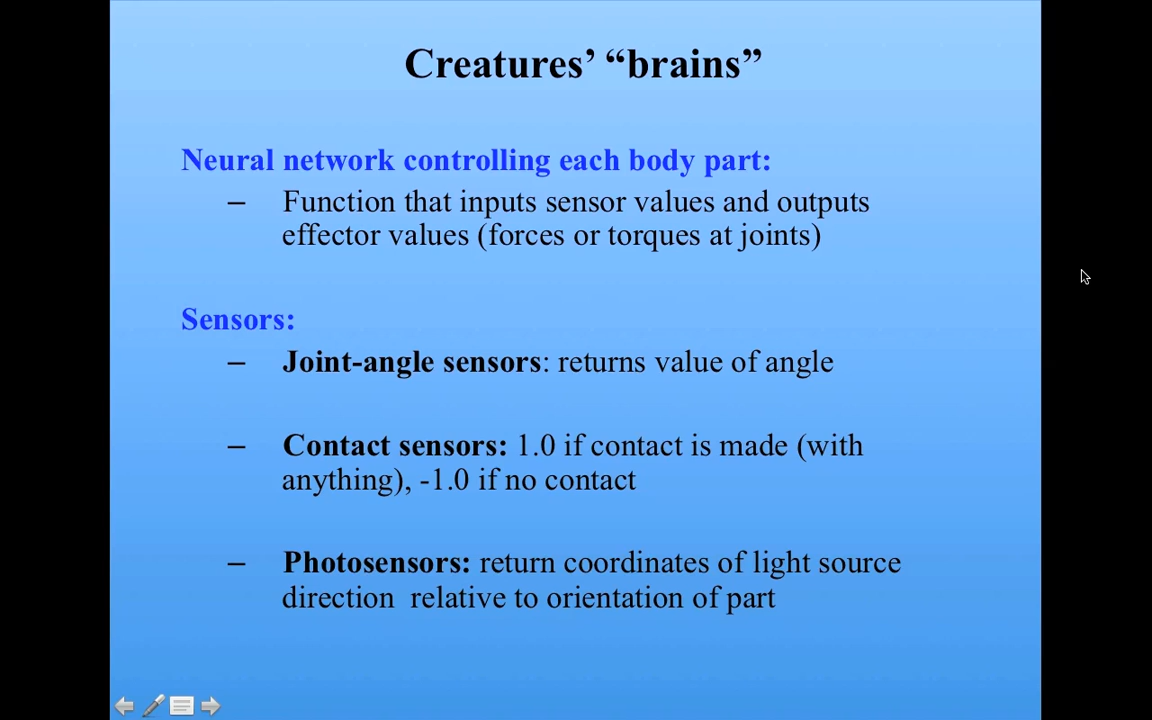 Creatures’ “brains”
Neural network controlling each body part:
– Function that inputs sensor values and outputs
effector values (forces or torques at joints)
Sensors:
– Joint-angle sensors: returns value of angle
– Contact sensors: 1.0 if contact is made (with
anything), -1.0 if no contact
– Photosensors: return coordinates of light source
direction  relative to orientation of part